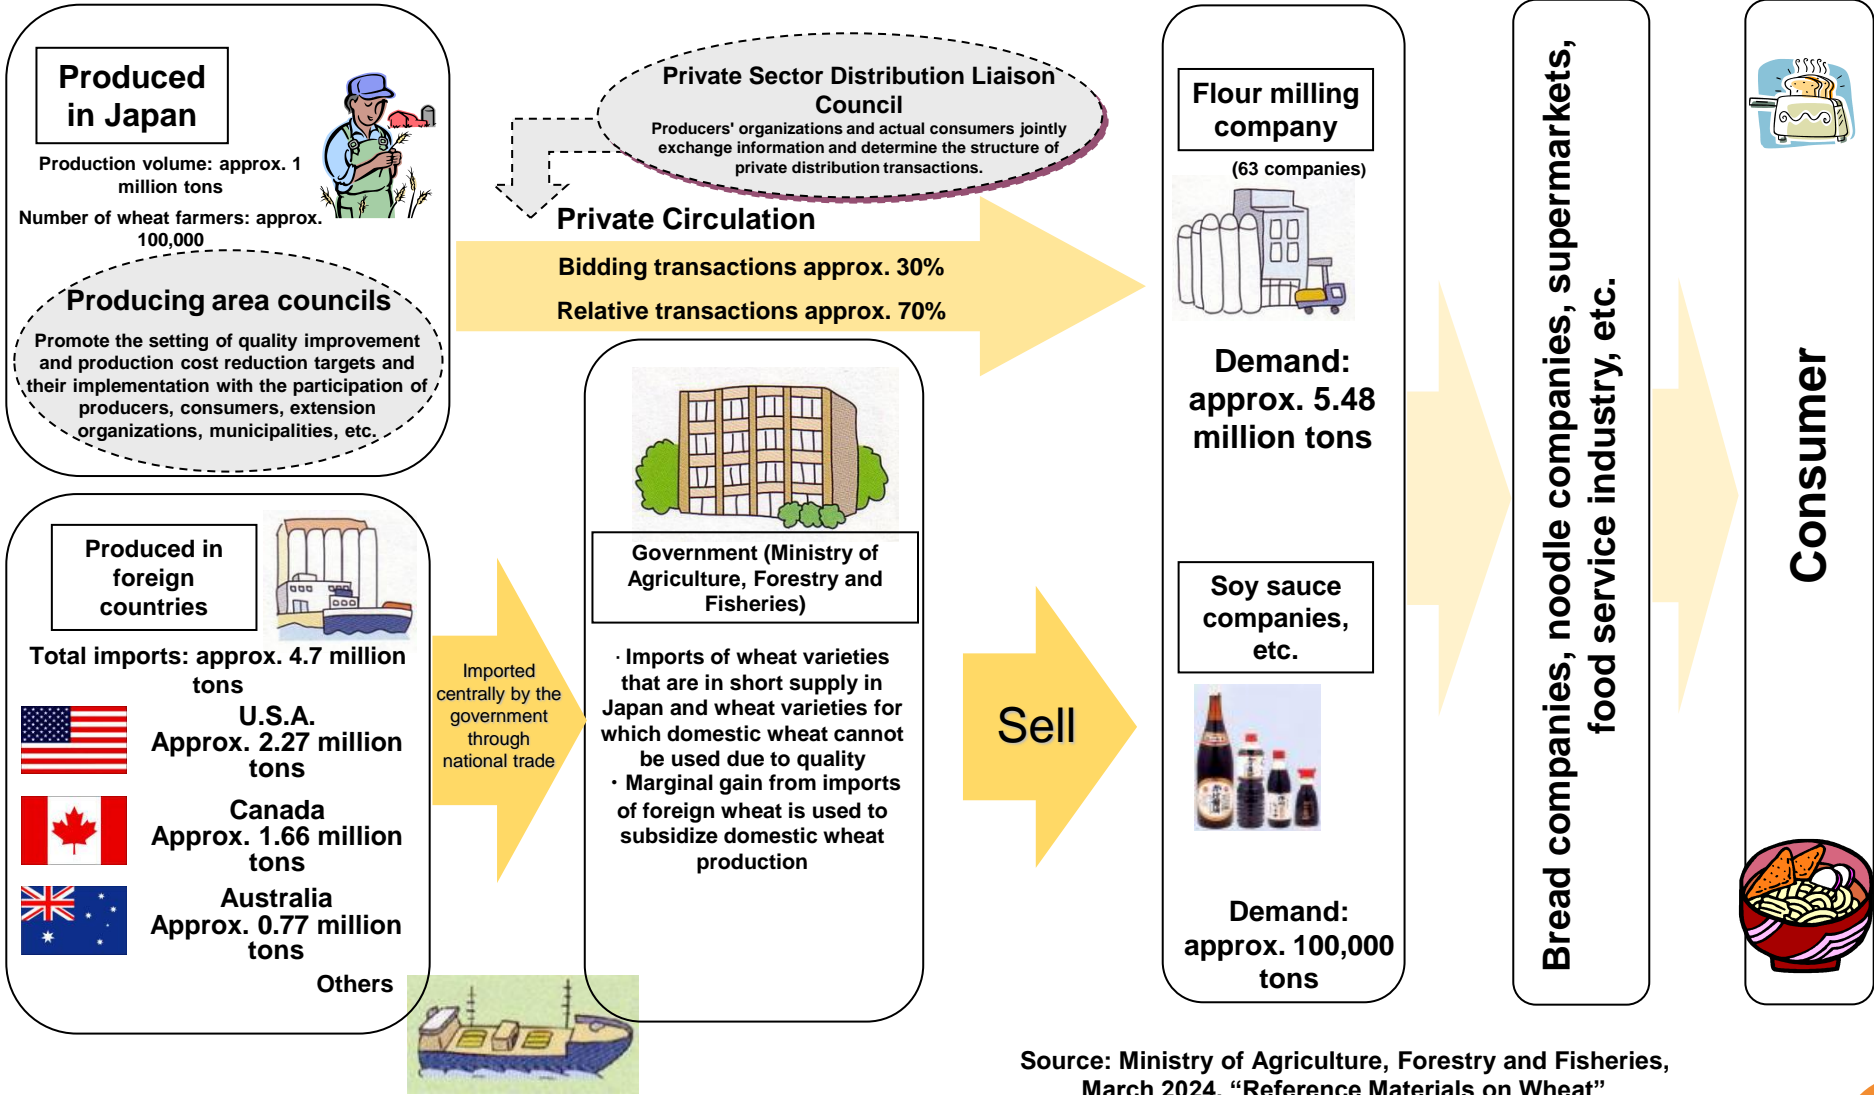 Produced
in Japan
Production volume: approx. 1
million tons
Number of wheat farmers: approx.
100,000
Producing area councils
Promote the setting of quality improvement
and production cost reduction targets and
their implementation with the participation of
producers, consumers, extension
organizations, municipalities, etc.
Private Sector Distribution Liaison
Council
Producers' organizations and actual consumers jointly
exchange information and determine the structure of
private distribution transactions.
Private Circulation
Bidding transactions approx. 30%
Relative transactions approx. 70%
Produced in
foreign
countries
Total imports: approx. 4.7 million
tons
U.S.A.
Approx. 2.27 million
tons
Canada
Approx. 1.66 million
tons
Australia
Approx. 0.77 million
tons
Others
Imported
centrally by the
government
through
national trade
Government (Ministry of
Agriculture, Forestry and
Fisheries)
· Imports of wheat varieties
that are in short supply in
Japan and wheat varieties for
which domestic wheat cannot
be used due to quality
· Marginal gain from imports
of foreign wheat is used to
subsidize domestic wheat
production
Sell
Flour milling
company
(63 companies)
Demand:
approx. 5.48
million tons
Soy sauce
companies,
etc.
Demand:
approx. 100,000
tons
Bread companies, noodle companies, supermarkets,
food service industry, etc.
Consumer
Source: Ministry of Agriculture, Forestry and Fisheries,
March 2024, “Reference Materials on Wheat”